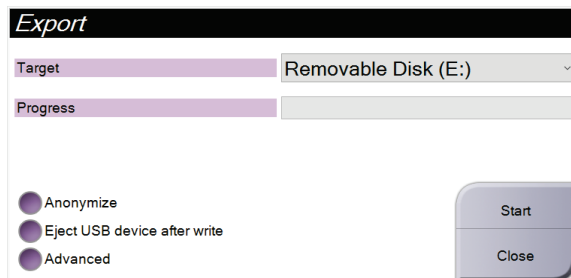 Export
Target
Removable Disk (E:)
Progress
Anonymize
Eject USB device after write
Advanced
Start
Close